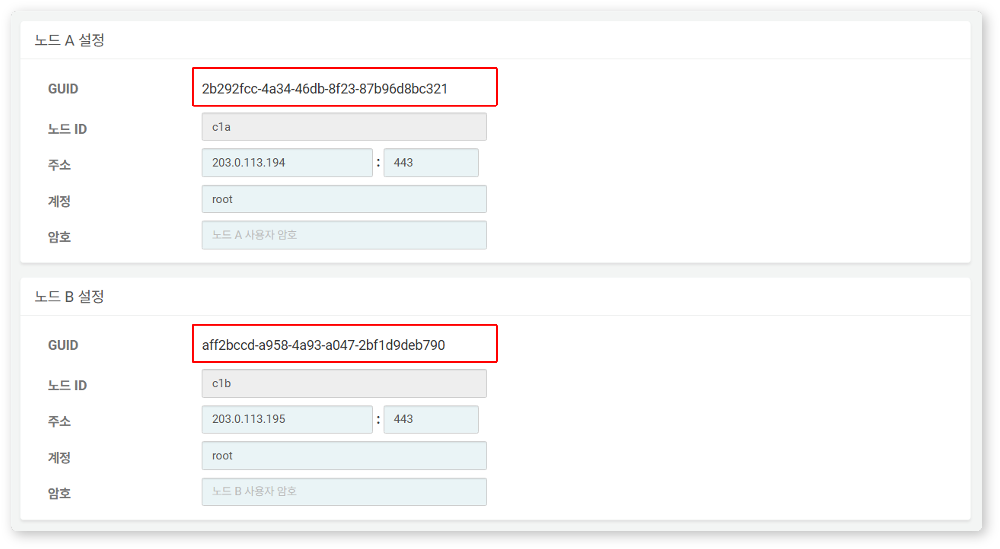 노드 A 설정
GUID 2b292fcc-4a34-46db-8f23-87b96d8bc321
노드 ID c1a
주소 203.0.113.194 : 443
계정 root
암호 노드 A 사용자 암호
노드 B 설정
GUID aff2bccd-a958-4a93-a047-2bf1d9deb790
노드 ID c1b
주소 203.0.113.195 : 443
계정 root
암호 노드 B 사용자 암호